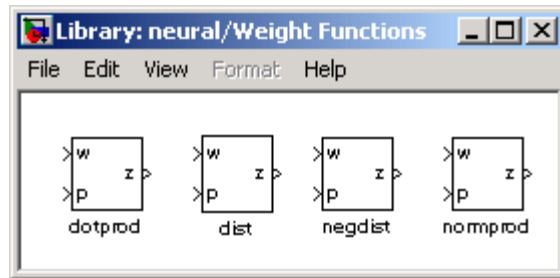 Library: neural/Weight Functions
File Edit View Format Help
w z p
w z p
w z p
w z p
dotprod dist negdist normprod